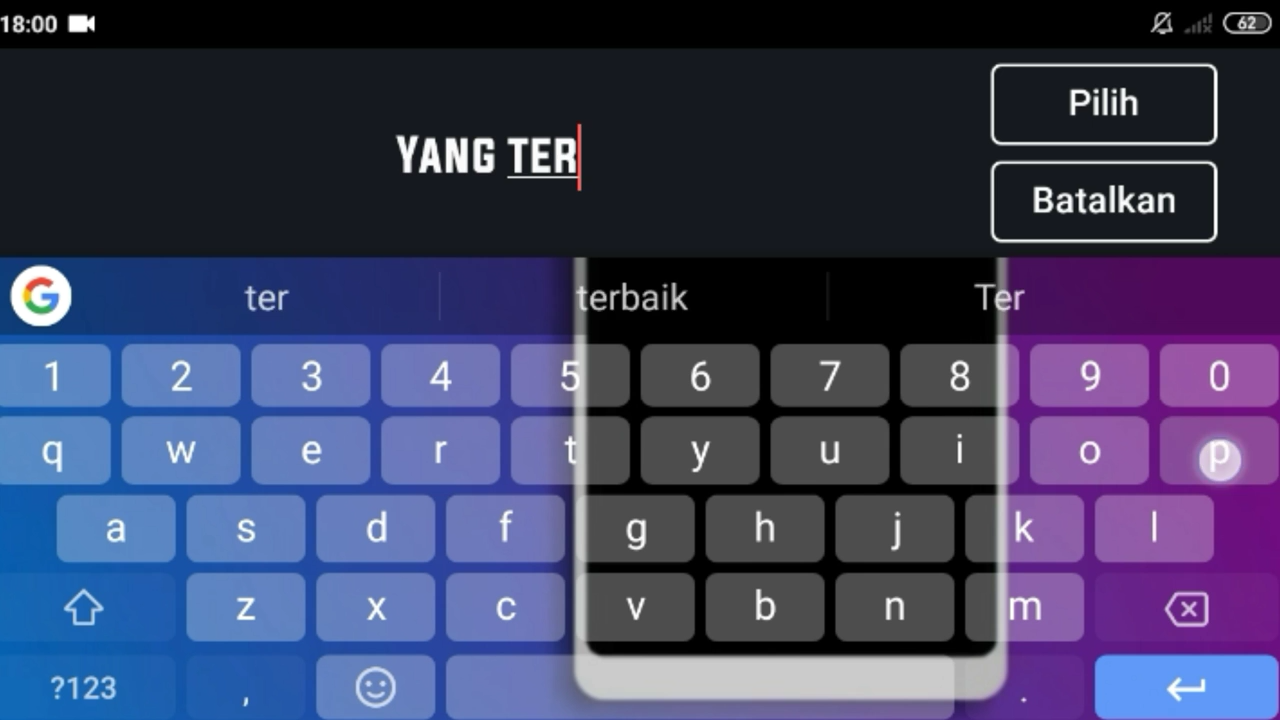 18:00 62
Pilih
YANG TER
Batalkan
G ter terbaik Ter
1 2 3 4 5 6 7 8 9 0
q w e r t y u i o p
a s d f g h j k l
z x c v b n m
?123 , .